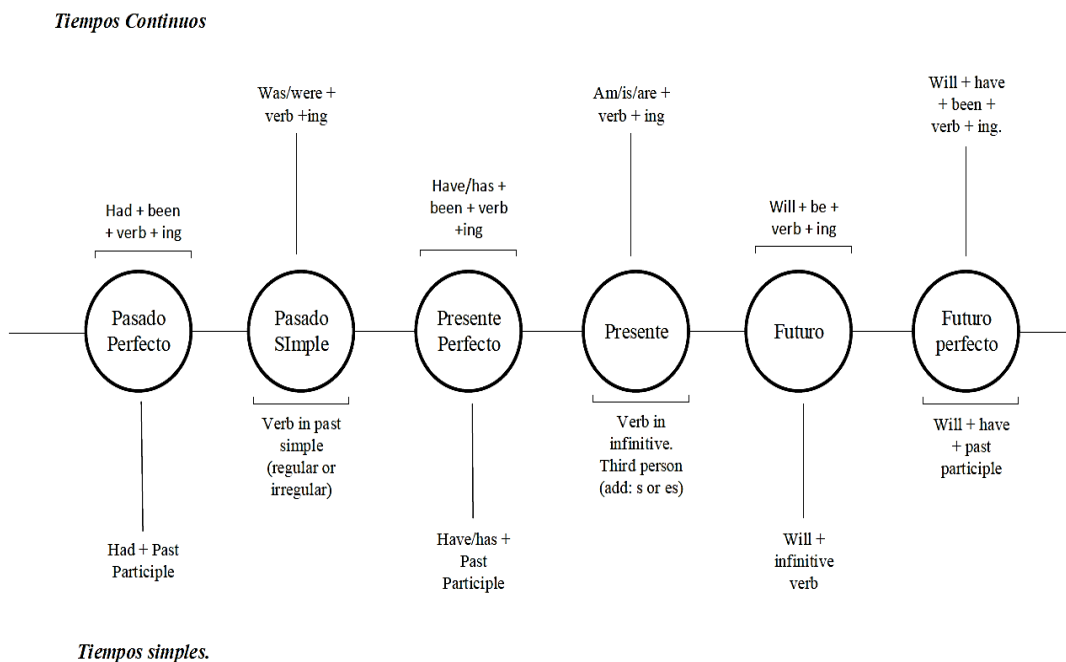 Tiempos Continuos
Was/were +
verb +ing
Am/is/are +
verb + ing
Will + have
+ been +
verb + ing.
Had + been
+ verb + ing
Have/has +
been + verb
+ing
Will + be +
verb + ing
Pasado
Perfecto
Pasado
SImple
Presente
Perfecto
Presente
Futuro
Futuro
perfecto
Verb in past
simple
(regular or
irregular)
Verb in
infinitive.
Third person
(add: s or es)
Will + have
+ past
participle
Had + Past
Participle
Have/has +
Past
Participle
Will +
infinitive
verb
Tiempos simples.